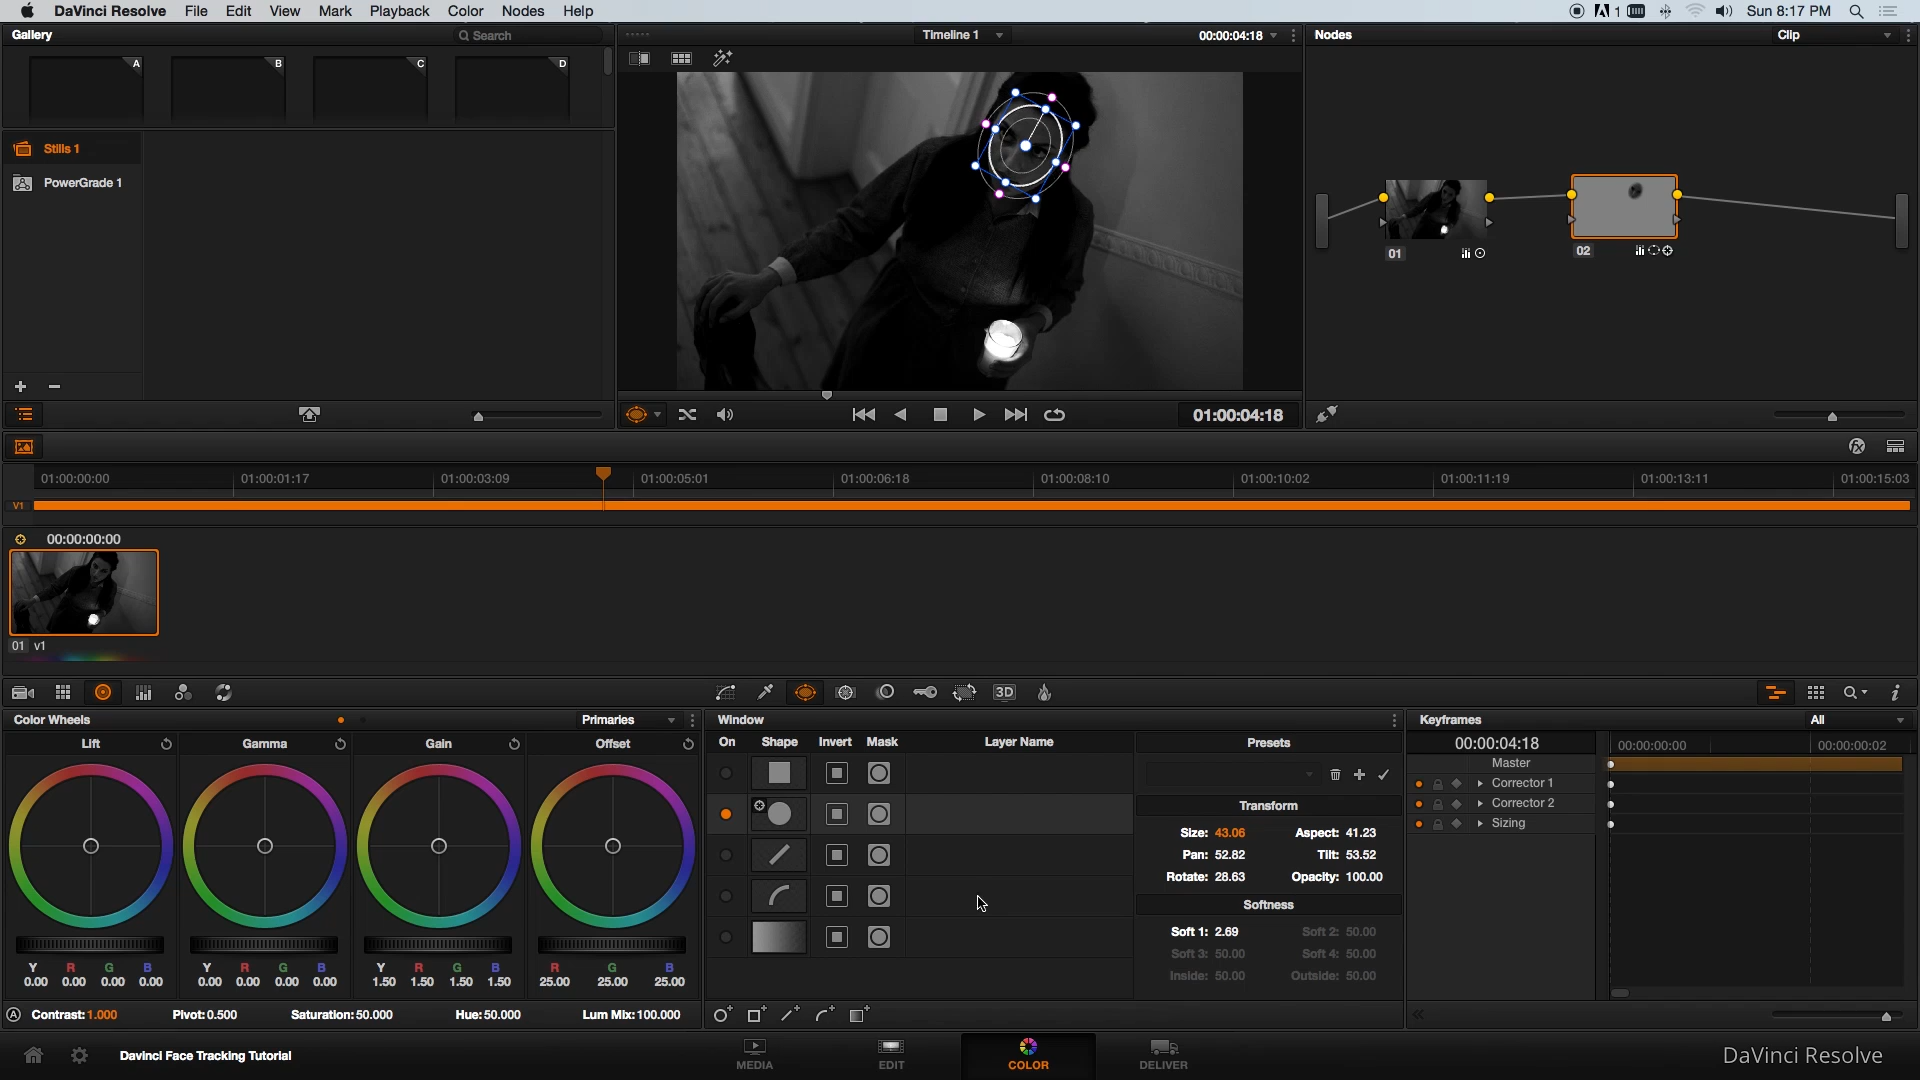 DaVinci Resolve File Edit View Mark Playback Color Nodes Help
1 Sun 8:17 PM
Gallery
Search
Timeline 1
00:00:04:18
Nodes
Clip
A
B
C
D
Stills 1
PowerGrade 1
01
02
01:00:04:18
01:00:00:00
01:00:01:17
01:00:03:09
01:00:05:01
01:00:06:18
01:00:08:10
01:00:10:02
01:00:11:19
01:00:13:11
01:00:15:03
V1
00:00:00:00
01 v1
3D
Color Wheels
Primaries
Lift
Gamma
Gain
Offset
Y R G B
0.00 0.00 0.00 0.00
Y R G B
0.00 0.00 0.00 0.00
Y R G B
1.50 1.50 1.50 1.50
R G B
25.00 25.00 25.00
A Contrast:1.000 Pivot:0.500 Saturation:50.000 Hue:50.000 Lum Mix:100.000
Window
On Shape Invert Mask Layer Name
Presets
Transform
Size: 43.06 Aspect: 41.23
Pan: 52.82 Tilt: 53.52
Rotate: 28.63 Opacity: 100.00
Softness
Soft 1: 2.69 Soft 2: 50.00
Soft 3: 50.00 Soft 4: 50.00
Inside: 50.00 Outside: 50.00
Keyframes
All
00:00:04:18
00:00:00:00
00:00:00:02
Master
Corrector 1
Corrector 2
Sizing
Davinci Face Tracking Tutorial
MEDIA
EDIT
COLOR
DELIVER
DaVinci Resolve